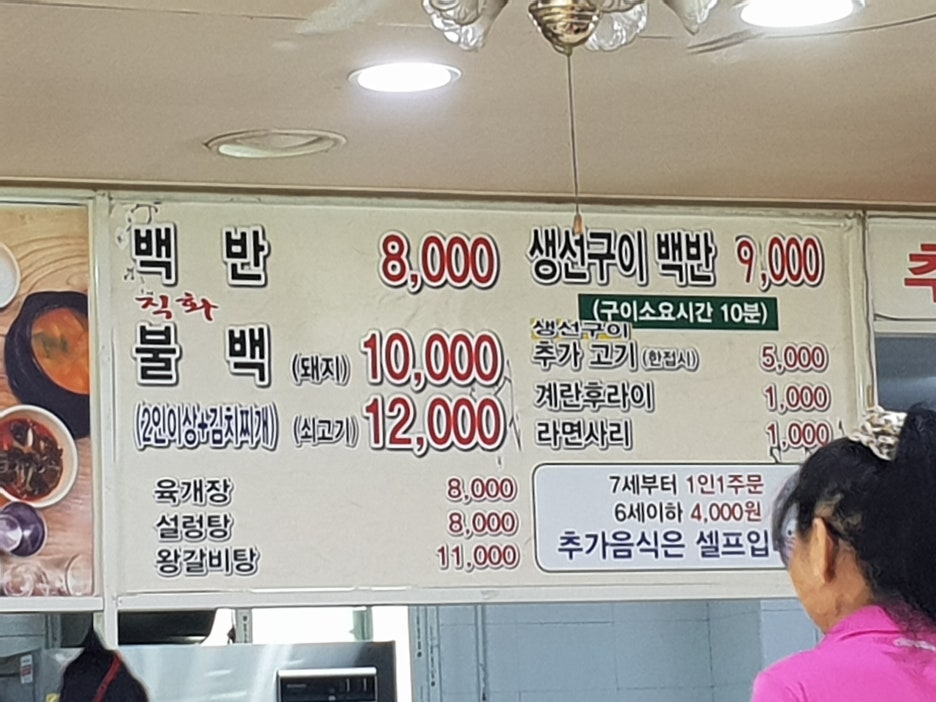 백 반 8,000
직화
불 백 (돼지) 10,000
(2인이상+김치찌개) (쇠고기) 12,000
육개장 8,000
설렁탕 8,000
왕갈비탕 11,000
생선구이 백반 9,000
(구이소요시간 10분)
생선구이
추가 고기 (한접시) 5,000
계란후라이 1,000
라면사리 1,000
7세부터 1인1주문
6세이하 4,000원
추가음식은